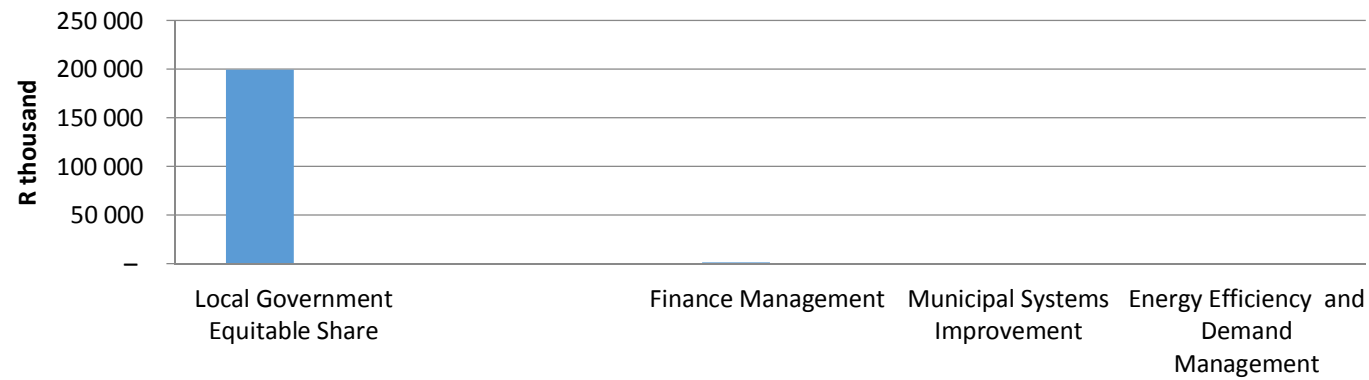 250 000
200 000
150 000
100 000
50 000
–
R thousand
Local Government
Equitable Share
Finance Management
Municipal Systems
Improvement
Energy Efficiency and
Demand
Management